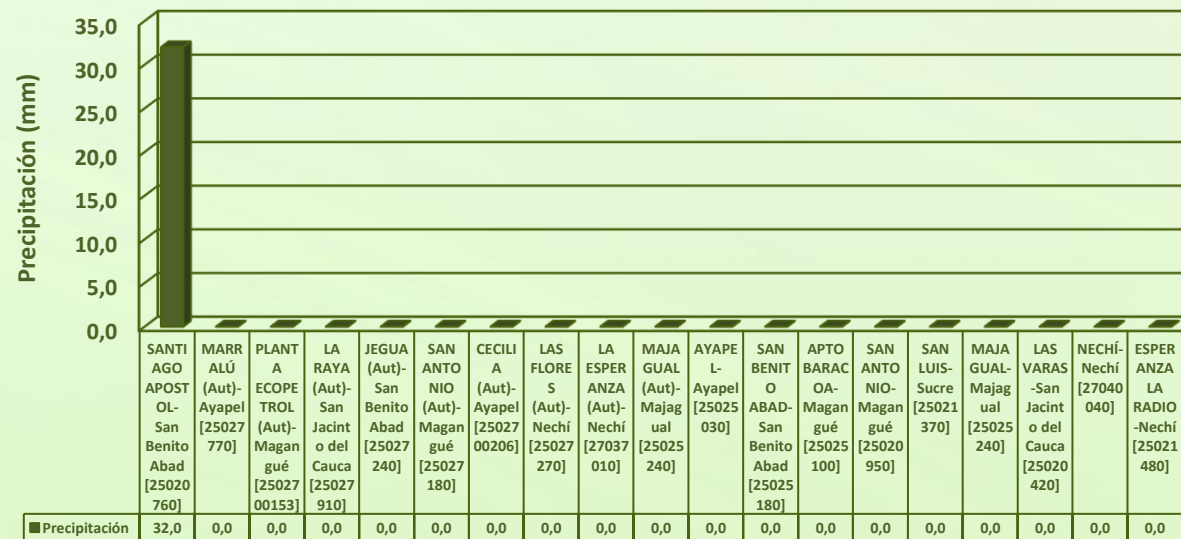 35,0
30,0
25,0
20,0
15,0
10,0
5,0
0,0
Precipitación (mm)
SANTI
AGO
APOST
OL-
San
Benito
Abad
[25020
760]
MARR
ALÚ
(Aut)-
Ayapel
[25027
770]
PLANT
A
ECOPE
TROL
(Aut)-
Magan
gué
[25027
00153]
LA
RAYA
(Aut)-
San
Jacint
o del
Cauca
[25027
910]
JEGUA
(Aut)-
San
Benito
Abad
[25027
240]
SAN
ANTO
NIO
(Aut)-
Magan
gué
[25027
180]
CECILI
A
(Aut)-
Ayapel
[25027
00206]
LAS
FLORE
S
(Aut)-
Nechí
[25027
270]
LA
ESPER
ANZA
(Aut)-
Nechí
[27037
010]
MAJA
GUAL
(Aut)-
Majag
ual
[25025
240]
AYAPE
L-
Ayapel
[25025
030]
SAN
BENIT
O
ABAD-
San
Benito
Abad
[25025
180]
APTO
BARAC
OA-
Magan
gué
[25025
100]
SAN
ANTO
NIO-
Magan
gué
[25020
950]
SAN
LUIS-
Sucre
[25021
370]
MAJA
GUAL-
Majag
ual
[25025
240]
LAS
VARAS
-San
Jacint
o del
Cauca
[25020
420]
NECHÍ-
Nechí
[27040
040]
ESPER
ANZA
LA
RADIO
-Nechí
[25021
480]
Precipitación 32,0 0,0 0,0 0,0 0,0 0,0 0,0 0,0 0,0 0,0 0,0 0,0 0,0 0,0 0,0 0,0 0,0 0,0 0,0